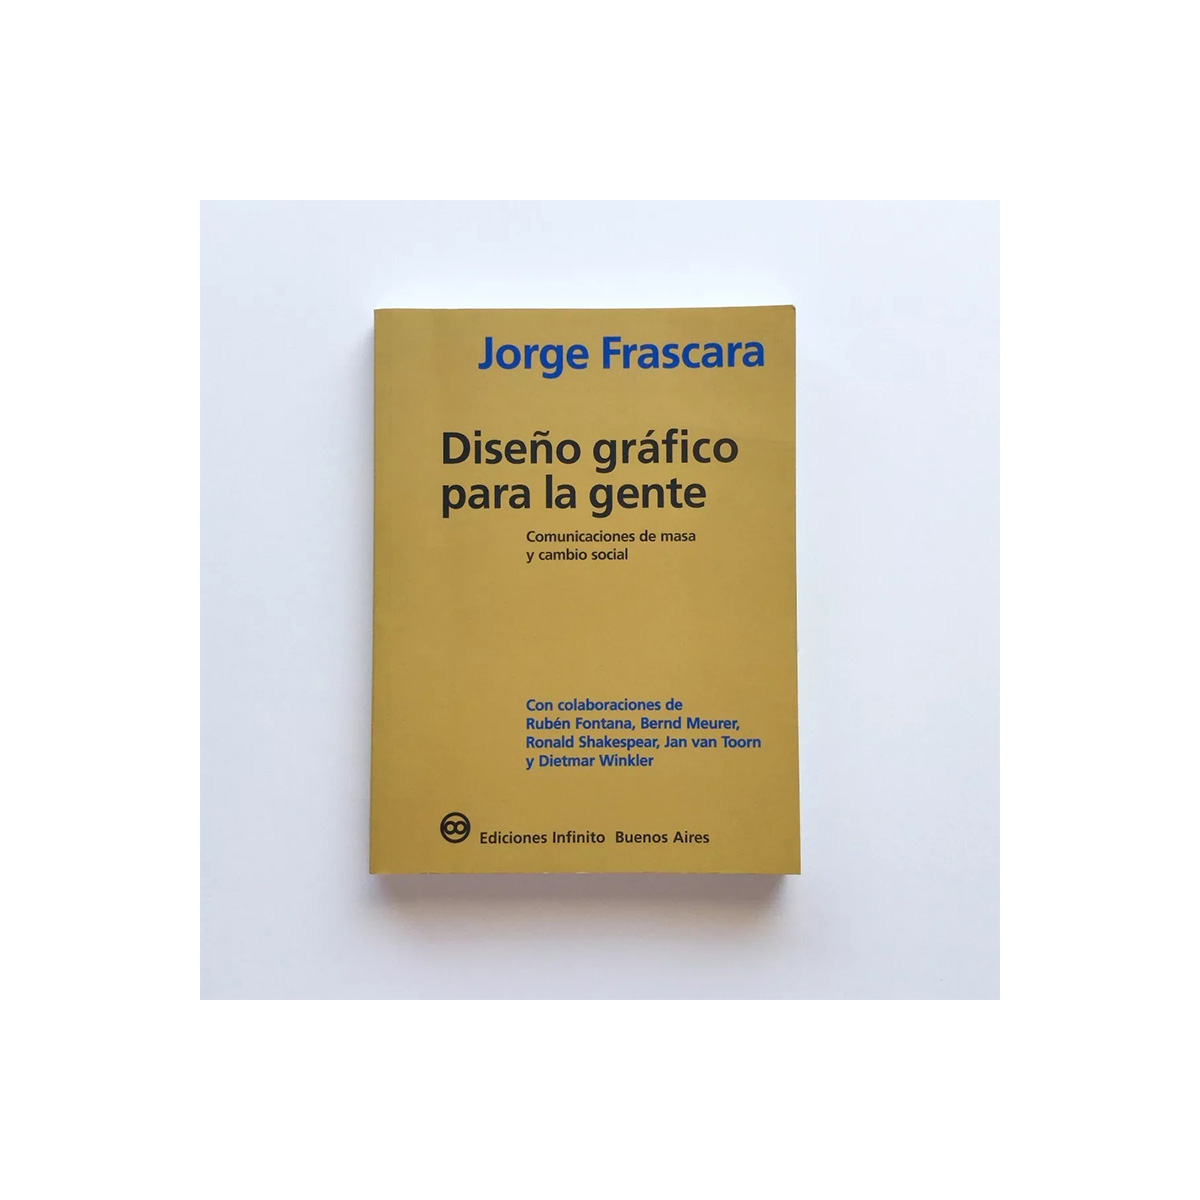 Jorge Frascara
Diseño gráfico
para la gente
Comunicaciones de masa
y cambio social
Con colaboraciones de
Rubén Fontana, Bernd Meurer,
Ronald Shakespear, Jan van Toorn
y Dietmar Winkler
Ediciones Infinito Buenos Aires